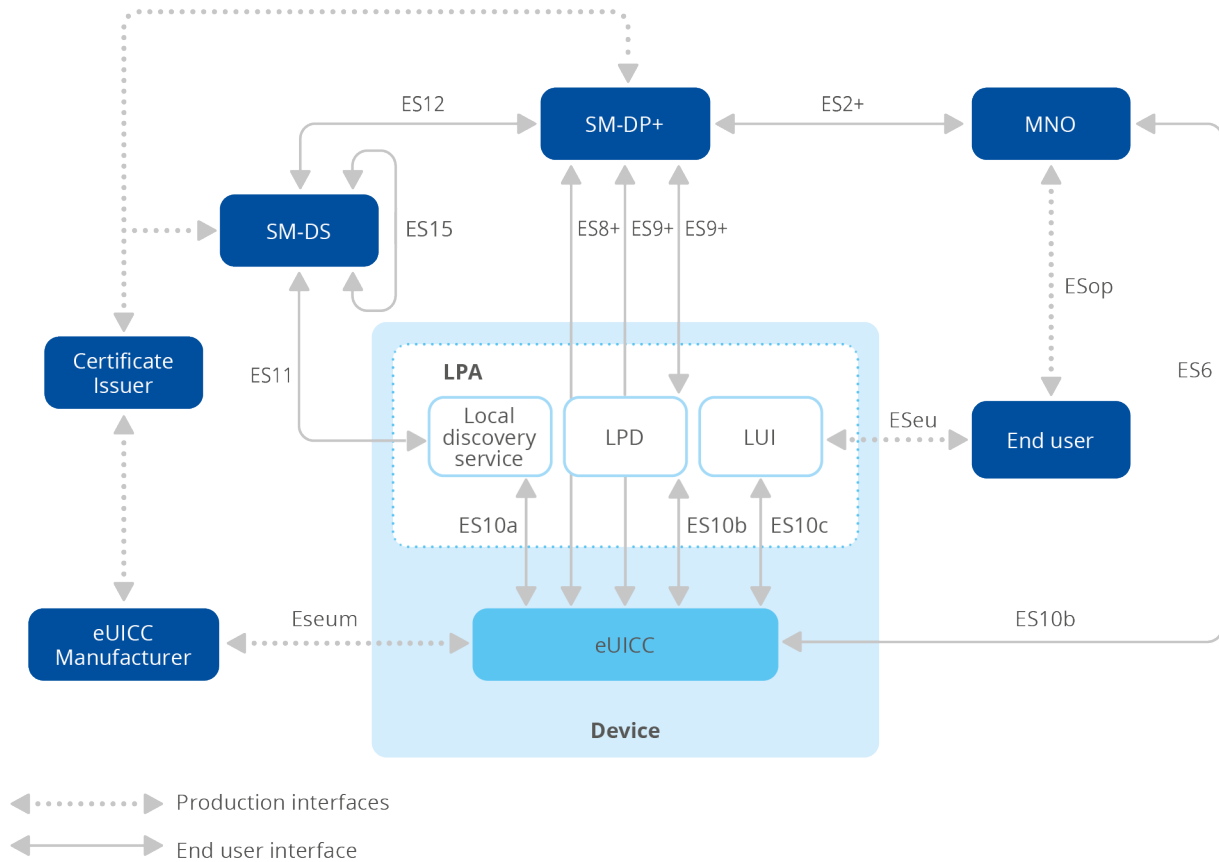 ES12
SM-DP+
ES2+
MNO
SM-DS
ES15
ES8+
ES9+
ES9+
ESop
Certificate
Issuer
ES11
LPA
ES6
Local
discovery
service
LPD
LUI
ESeu
End user
ES10a
ES10b
ES10c
eUICC
Manufacturer
Eseum
eUICC
ES10b
Device
Production interfaces
End user interface